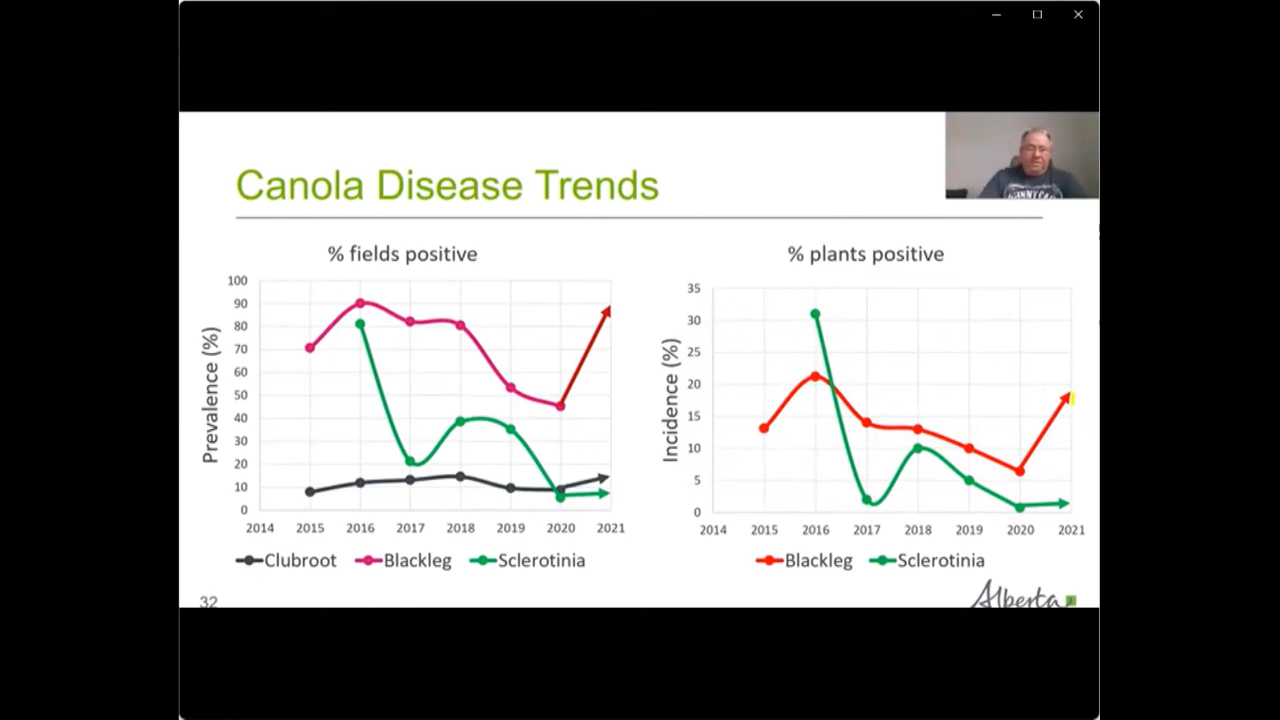 Canola Disease Trends
% fields positive
Prevalence (%)
100
90
80
70
60
50
40
30
20
10
0
2014 2015 2016 2017 2018 2019 2020 2021
Clubroot Blackleg Sclerotinia
% plants positive
Incidence (%)
35
30
25
20
15
10
5
0
2014 2015 2016 2017 2018 2019 2020 2021
Blackleg Sclerotinia
32
Alberta